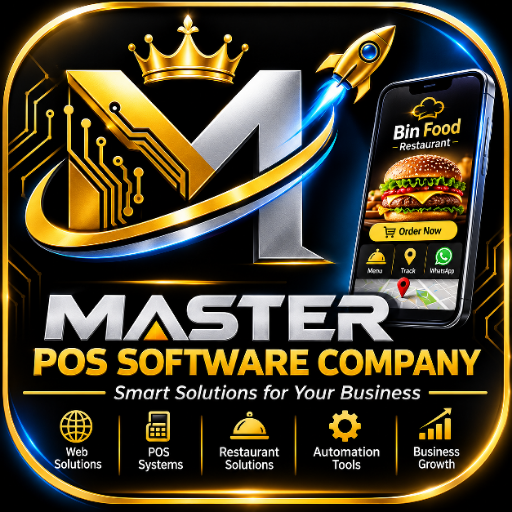 M
Bin Food
Restaurant
Order Now
Menu
Track
WhatsApp
MASTER
POS SOFTWARE COMPANY
Smart Solutions for Your Business
Web
Solutions
POS
Systems
Restaurant
Solutions
Automation
Tools
Business
Growth